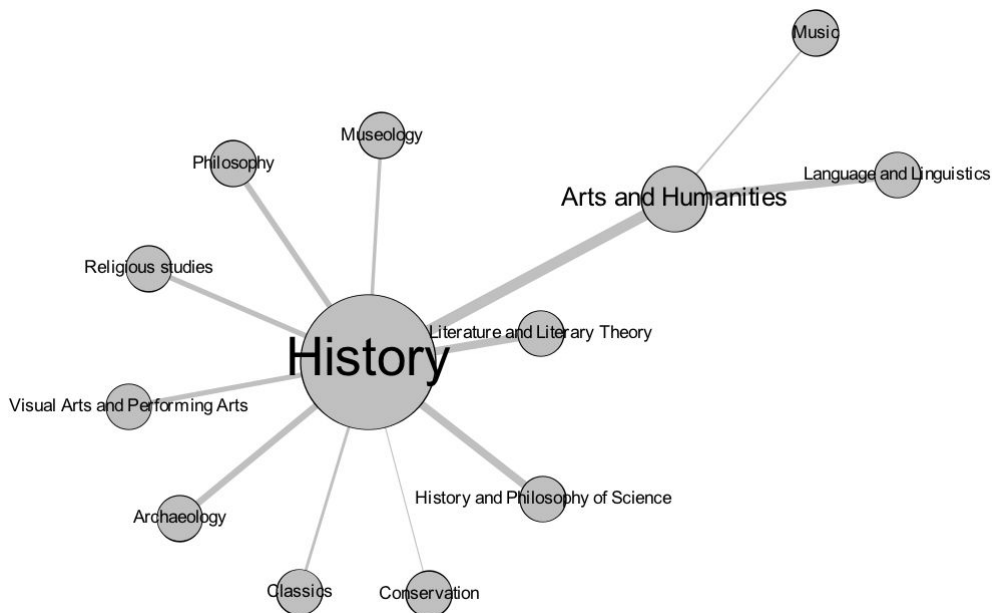 Music
Museology
Philosophy
Language and Linguistics
Arts and Humanities
Religious studies
Literature and Literary Theory
History
Visual Arts and Performing Arts
History and Philosophy of Science
Archaeology
Classics
Conservation